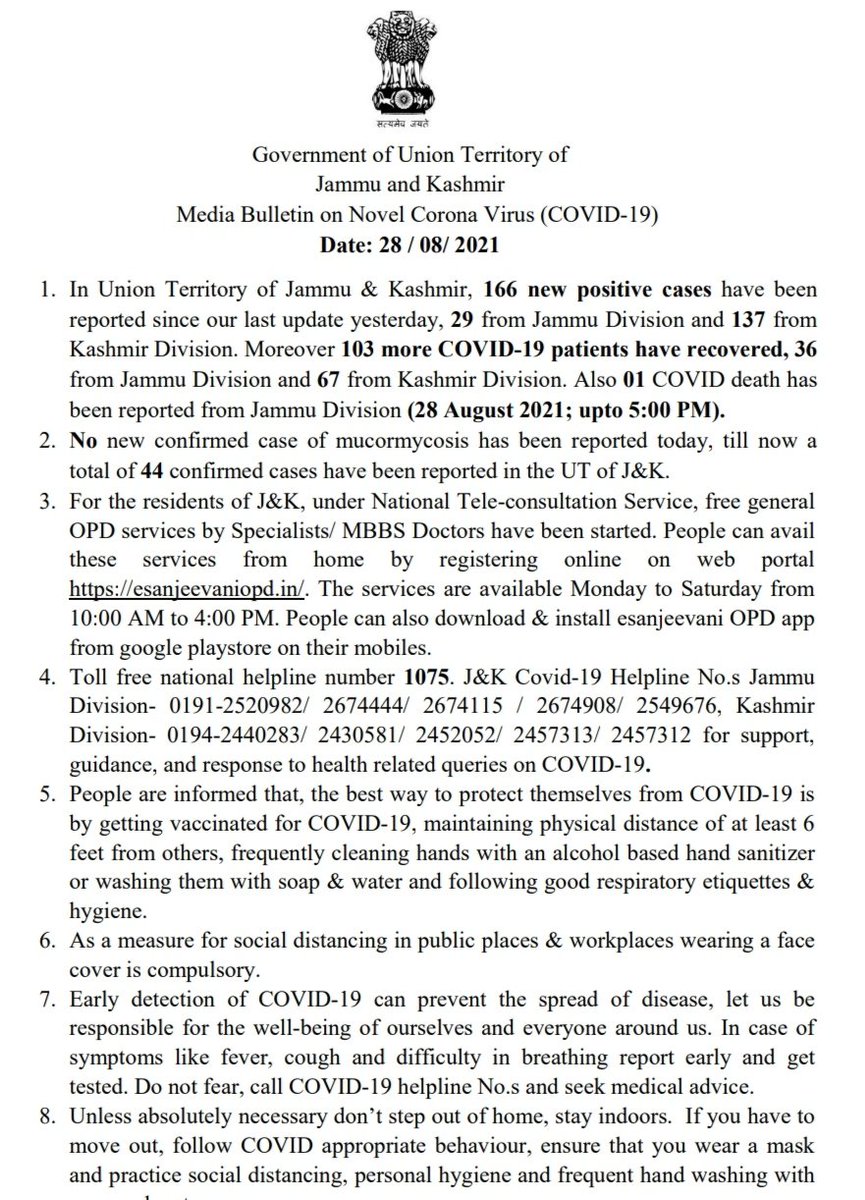 सत्यमेव जयते
Government of Union Territory of
Jammu and Kashmir
Media Bulletin on Novel Corona Virus (COVID-19)
Date: 28 / 08/ 2021
1. In Union Territory of Jammu & Kashmir, 166 new positive cases have been
reported since our last update yesterday, 29 from Jammu Division and 137 from
Kashmir Division. Moreover 103 more COVID-19 patients have recovered, 36
from Jammu Division and 67 from Kashmir Division. Also 01 COVID death has
been reported from Jammu Division (28 August 2021; upto 5:00 PM).
2. No new confirmed case of mucormycosis has been reported today, till now a
total of 44 confirmed cases have been reported in the UT of J&K.
3. For the residents of J&K, under National Tele-consultation Service, free general
OPD services by Specialists/ MBBS Doctors have been started. People can avail
these services from home by registering online on web portal
https://esanjeevaniopd.in/. The services are available Monday to Saturday from
10:00 AM to 4:00 PM. People can also download & install esanjeevani OPD app
from google playstore on their mobiles.
4. Toll free national helpline number 1075. J&K Covid-19 Helpline No.s Jammu
Division- 0191-2520982/ 2674444/ 2674115 / 2674908/ 2549676, Kashmir
Division- 0194-2440283/ 2430581/ 2452052/ 2457313/ 2457312 for support,
guidance, and response to health related queries on COVID-19.
5. People are informed that, the best way to protect themselves from COVID-19 is
by getting vaccinated for COVID-19, maintaining physical distance of at least 6
feet from others, frequently cleaning hands with an alcohol based hand sanitizer
or washing them with soap & water and following good respiratory etiquettes &
hygiene.
6. As a measure for social distancing in public places & workplaces wearing a face
cover is compulsory.
7. Early detection of COVID-19 can prevent the spread of disease, let us be
responsible for the well-being of ourselves and everyone around us. In case of
symptoms like fever, cough and difficulty in breathing report early and get
tested. Do not fear, call COVID-19 helpline No.s and seek medical advice.
8. Unless absolutely necessary don’t step out of home, stay indoors. If you have to
move out, follow COVID appropriate behaviour, ensure that you wear a mask
and practice social distancing, personal hygiene and frequent hand washing with